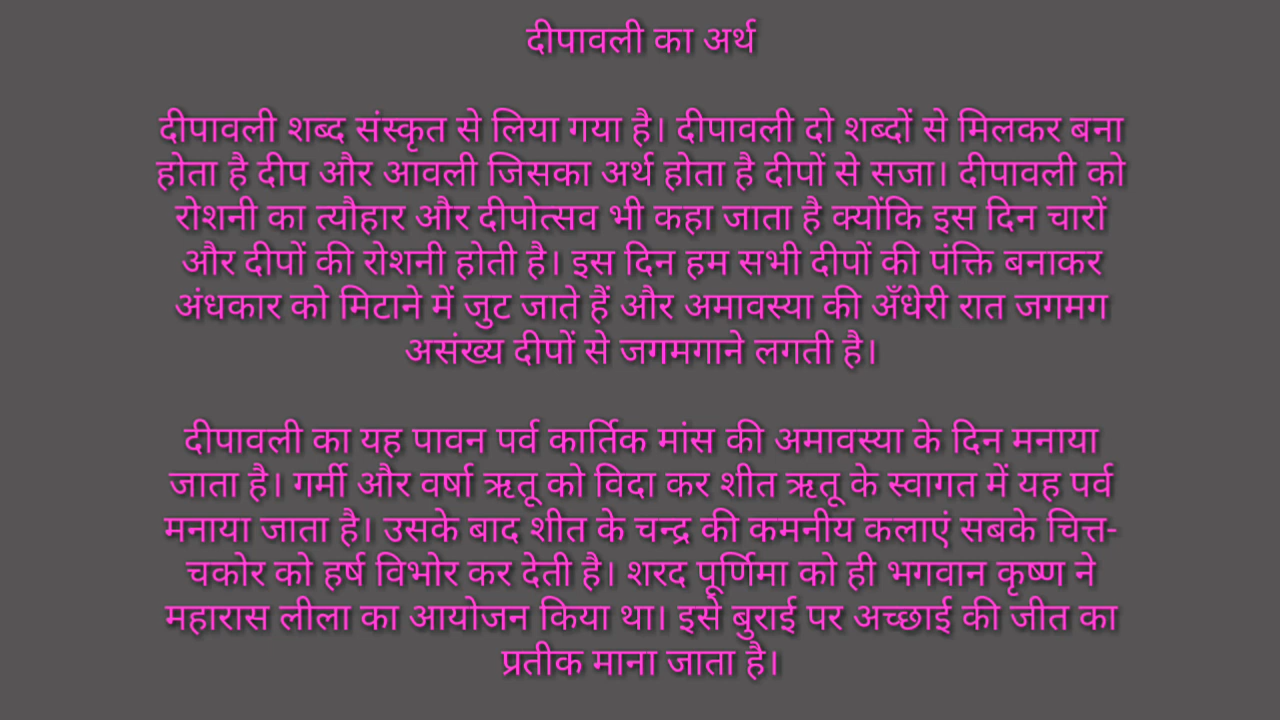 दीपावली का अर्थ
दीपावली शब्द संस्कृत से लिया गया है। दीपावली दो शब्दों से मिलकर बना
होता है दीप और आवली जिसका अर्थ होता है दीपों से सजा। दीपावली को
रोशनी का त्यौहार और दीपोत्सव भी कहा जाता है क्योंकि इस दिन चारों
और दीपों की रोशनी होती है। इस दिन हम सभी दीपों की पंक्ति बनाकर
अंधकार को मिटाने में जुट जाते हैं और अमावस्या की अँधेरी रात जगमग
असंख्य दीपों से जगमगाने लगती है।
दीपावली का यह पावन पर्व कार्तिक मांस की अमावस्या के दिन मनाया
जाता है। गर्मी और वर्षा ऋतू को विदा कर शीत ऋतू के स्वागत में यह पर्व
मनाया जाता है। उसके बाद शीत के चन्द्र की कमनीय कलाएं सबके चित्त-
चकोर को हर्ष विभोर कर देती है। शरद पूर्णिमा को ही भगवान कृष्ण ने
महारास लीला का आयोजन किया था। इसे बुराई पर अच्छाई की जीत का
प्रतीक माना जाता है।